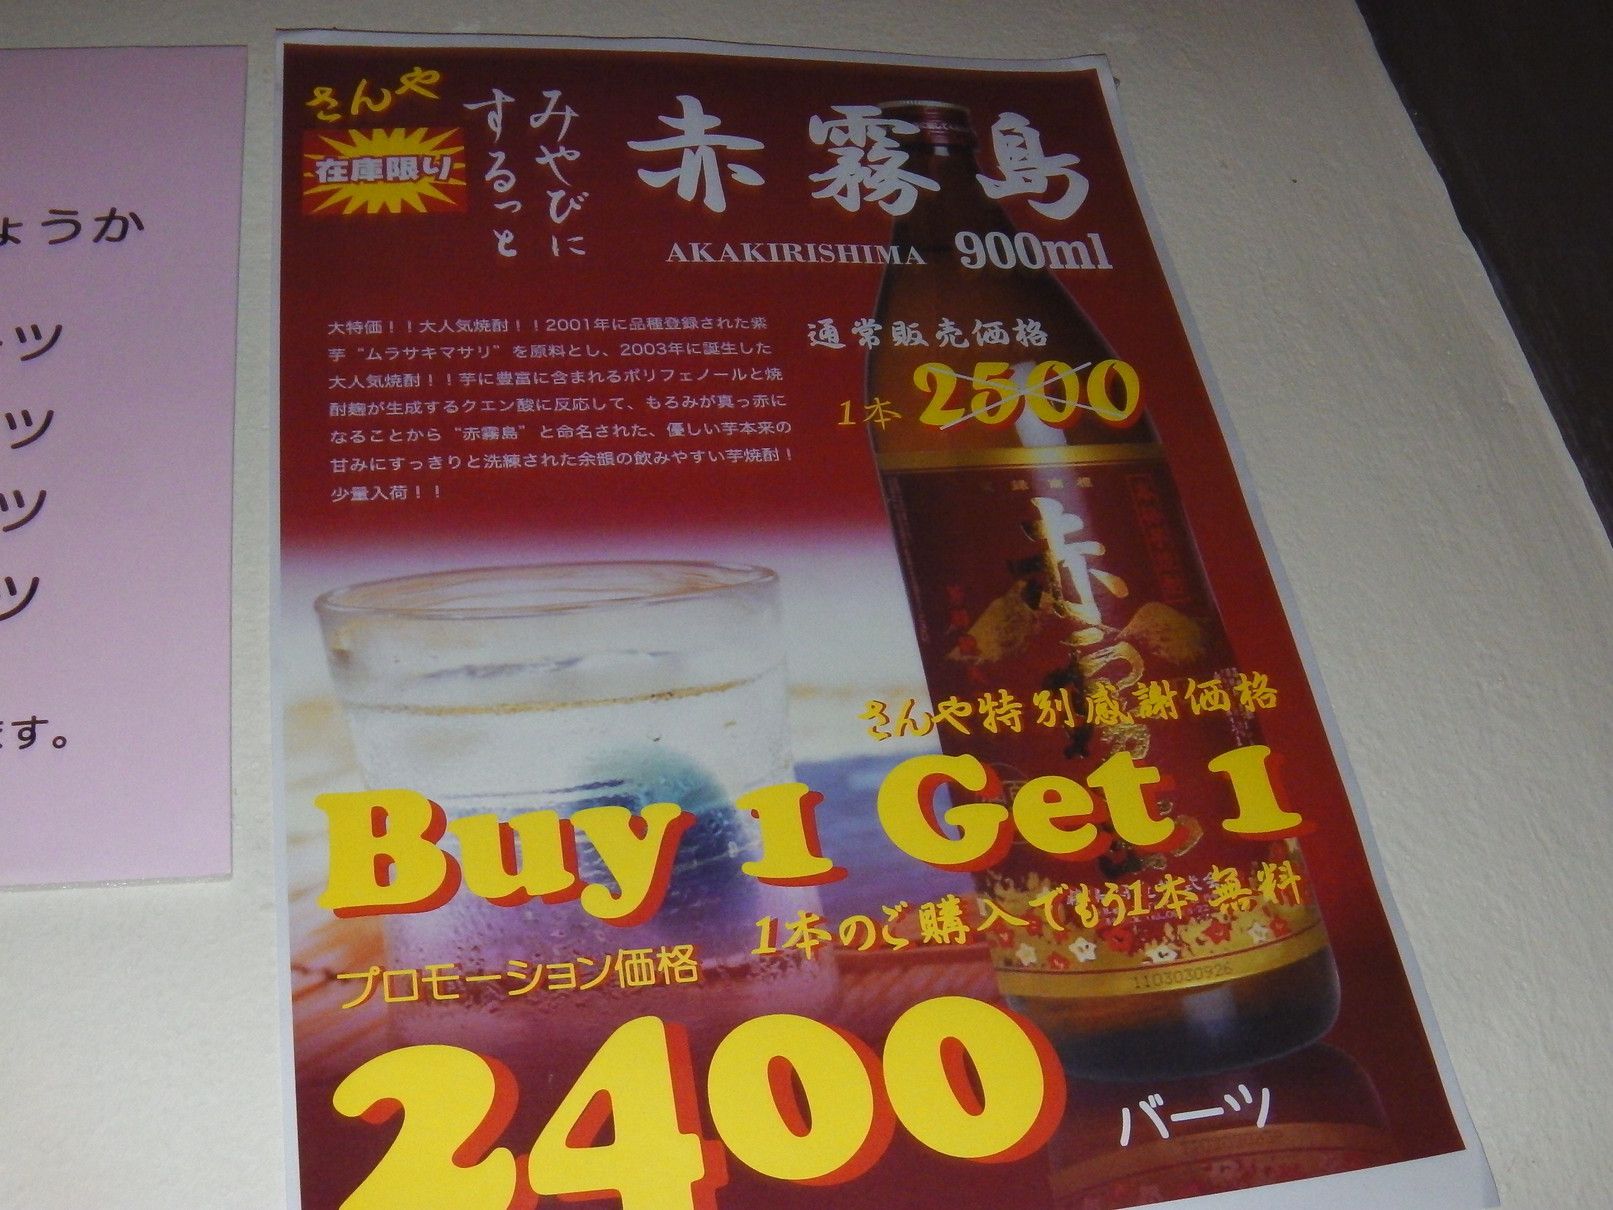 ょうか
ーツ
ーツ
ーツ
ツ
ます。
さんや
在庫限り
みやびに
するっと
赤霧島
AKAKIRISHIMA 900ml
大特価！！大人気焼酎！！2001年に品種登録された紫
芋“ムラサキマサリ”を原料とし、2003年に誕生した
大人気焼酎！！芋に豊富に含まれるポリフェノールと焼
酎麹が生成するクエン酸に反応して、もろみが真っ赤に
なることから“赤霧島”と命名された、優しい芋本来の
甘みにすっきりと洗練された余韻の飲みやすい芋焼酎！
少量入荷！！
通常販売価格
1本 2500
赤
さんや特別感謝価格
Buy 1 Get 1
1本のご購入でもう1本無料
1103030926
プロモーション価格
2400
バーツ